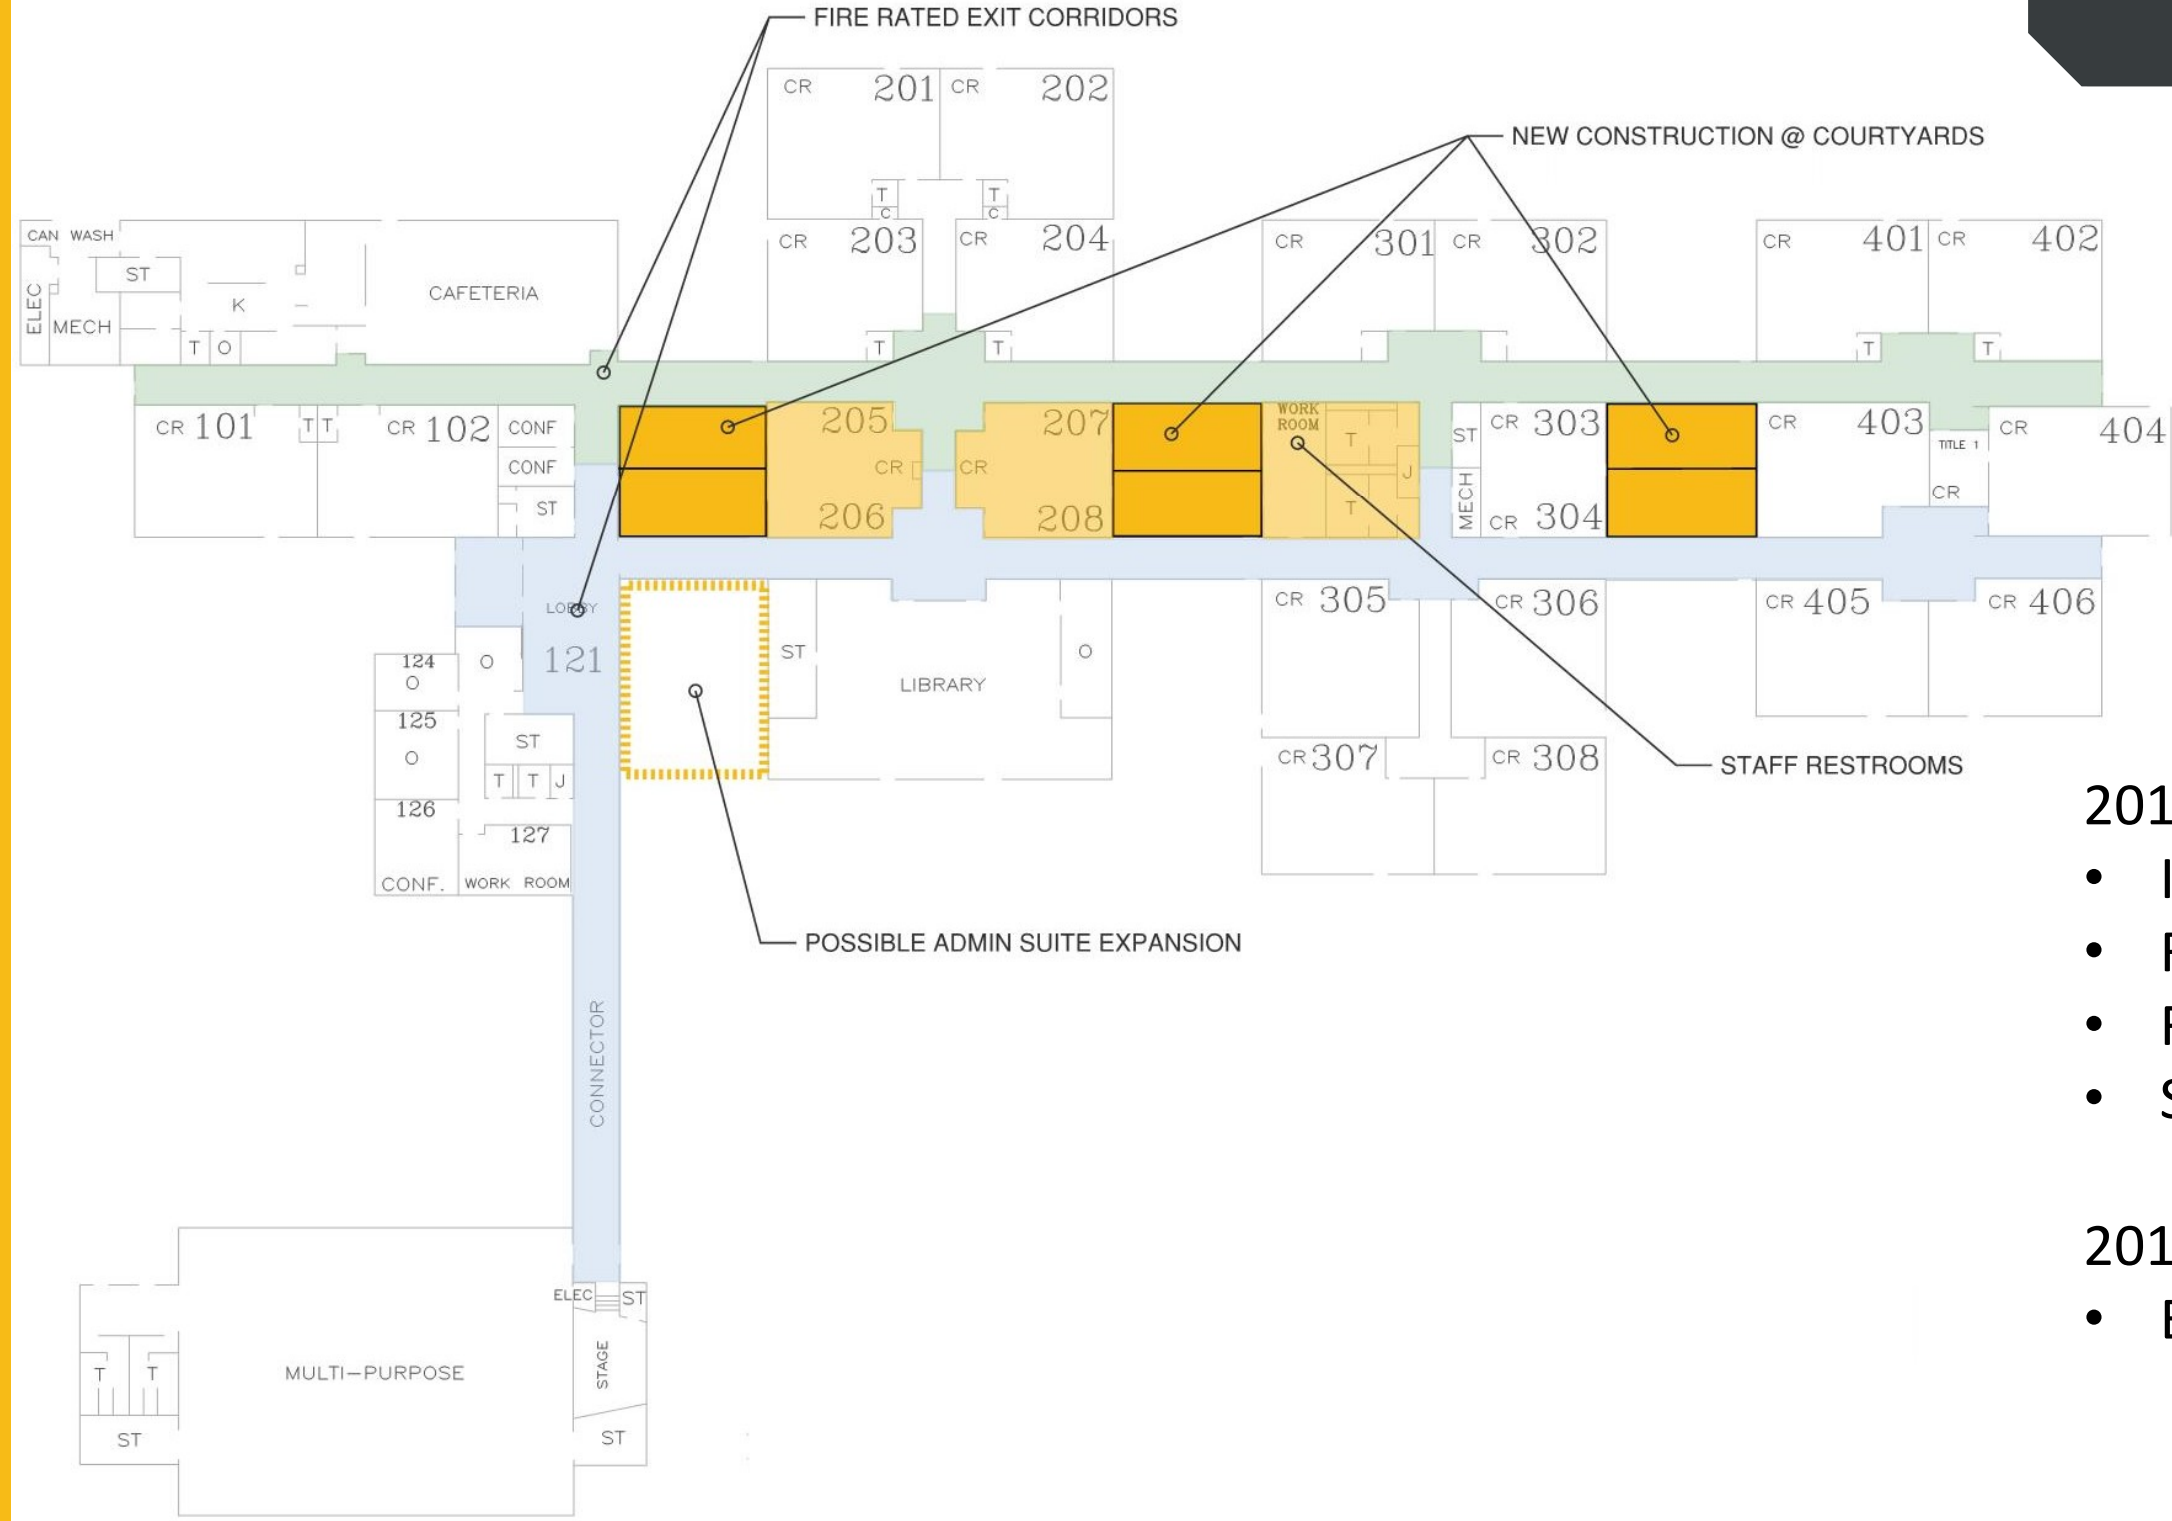 FIRE RATED EXIT CORRIDORS
CR 201 CR 202
NEW CONSTRUCTION @ COURTYARDS
T T
C C
CR 203 CR 204
CAN WASH
ELEC
MECH
ST
K
T O
CAFETERIA
CR 301 CR 302
CR 401 CR 402
T T
T T
CR 101
T T
CR 102
CONF
CONF
ST
205
CR
206
207
CR
208
WORK
ROOM
T
T
J
ST
MECH
CR 303
CR 304
CR 403
TITLE 1
CR
CR 404
LOBBY
121
124
O
O
125
O
126
CONF.
ST
T T J
127
WORK ROOM
ST
LIBRARY
O
CR 305 CR 306
CR 307 CR 308
CR 405 CR 406
STAFF RESTROOMS
POSSIBLE ADMIN SUITE EXPANSION
CONNECTOR
ELEC
ST
STAGE
ST
MULTI-PURPOSE
T T
ST
201
•
•
•
• S
201
•